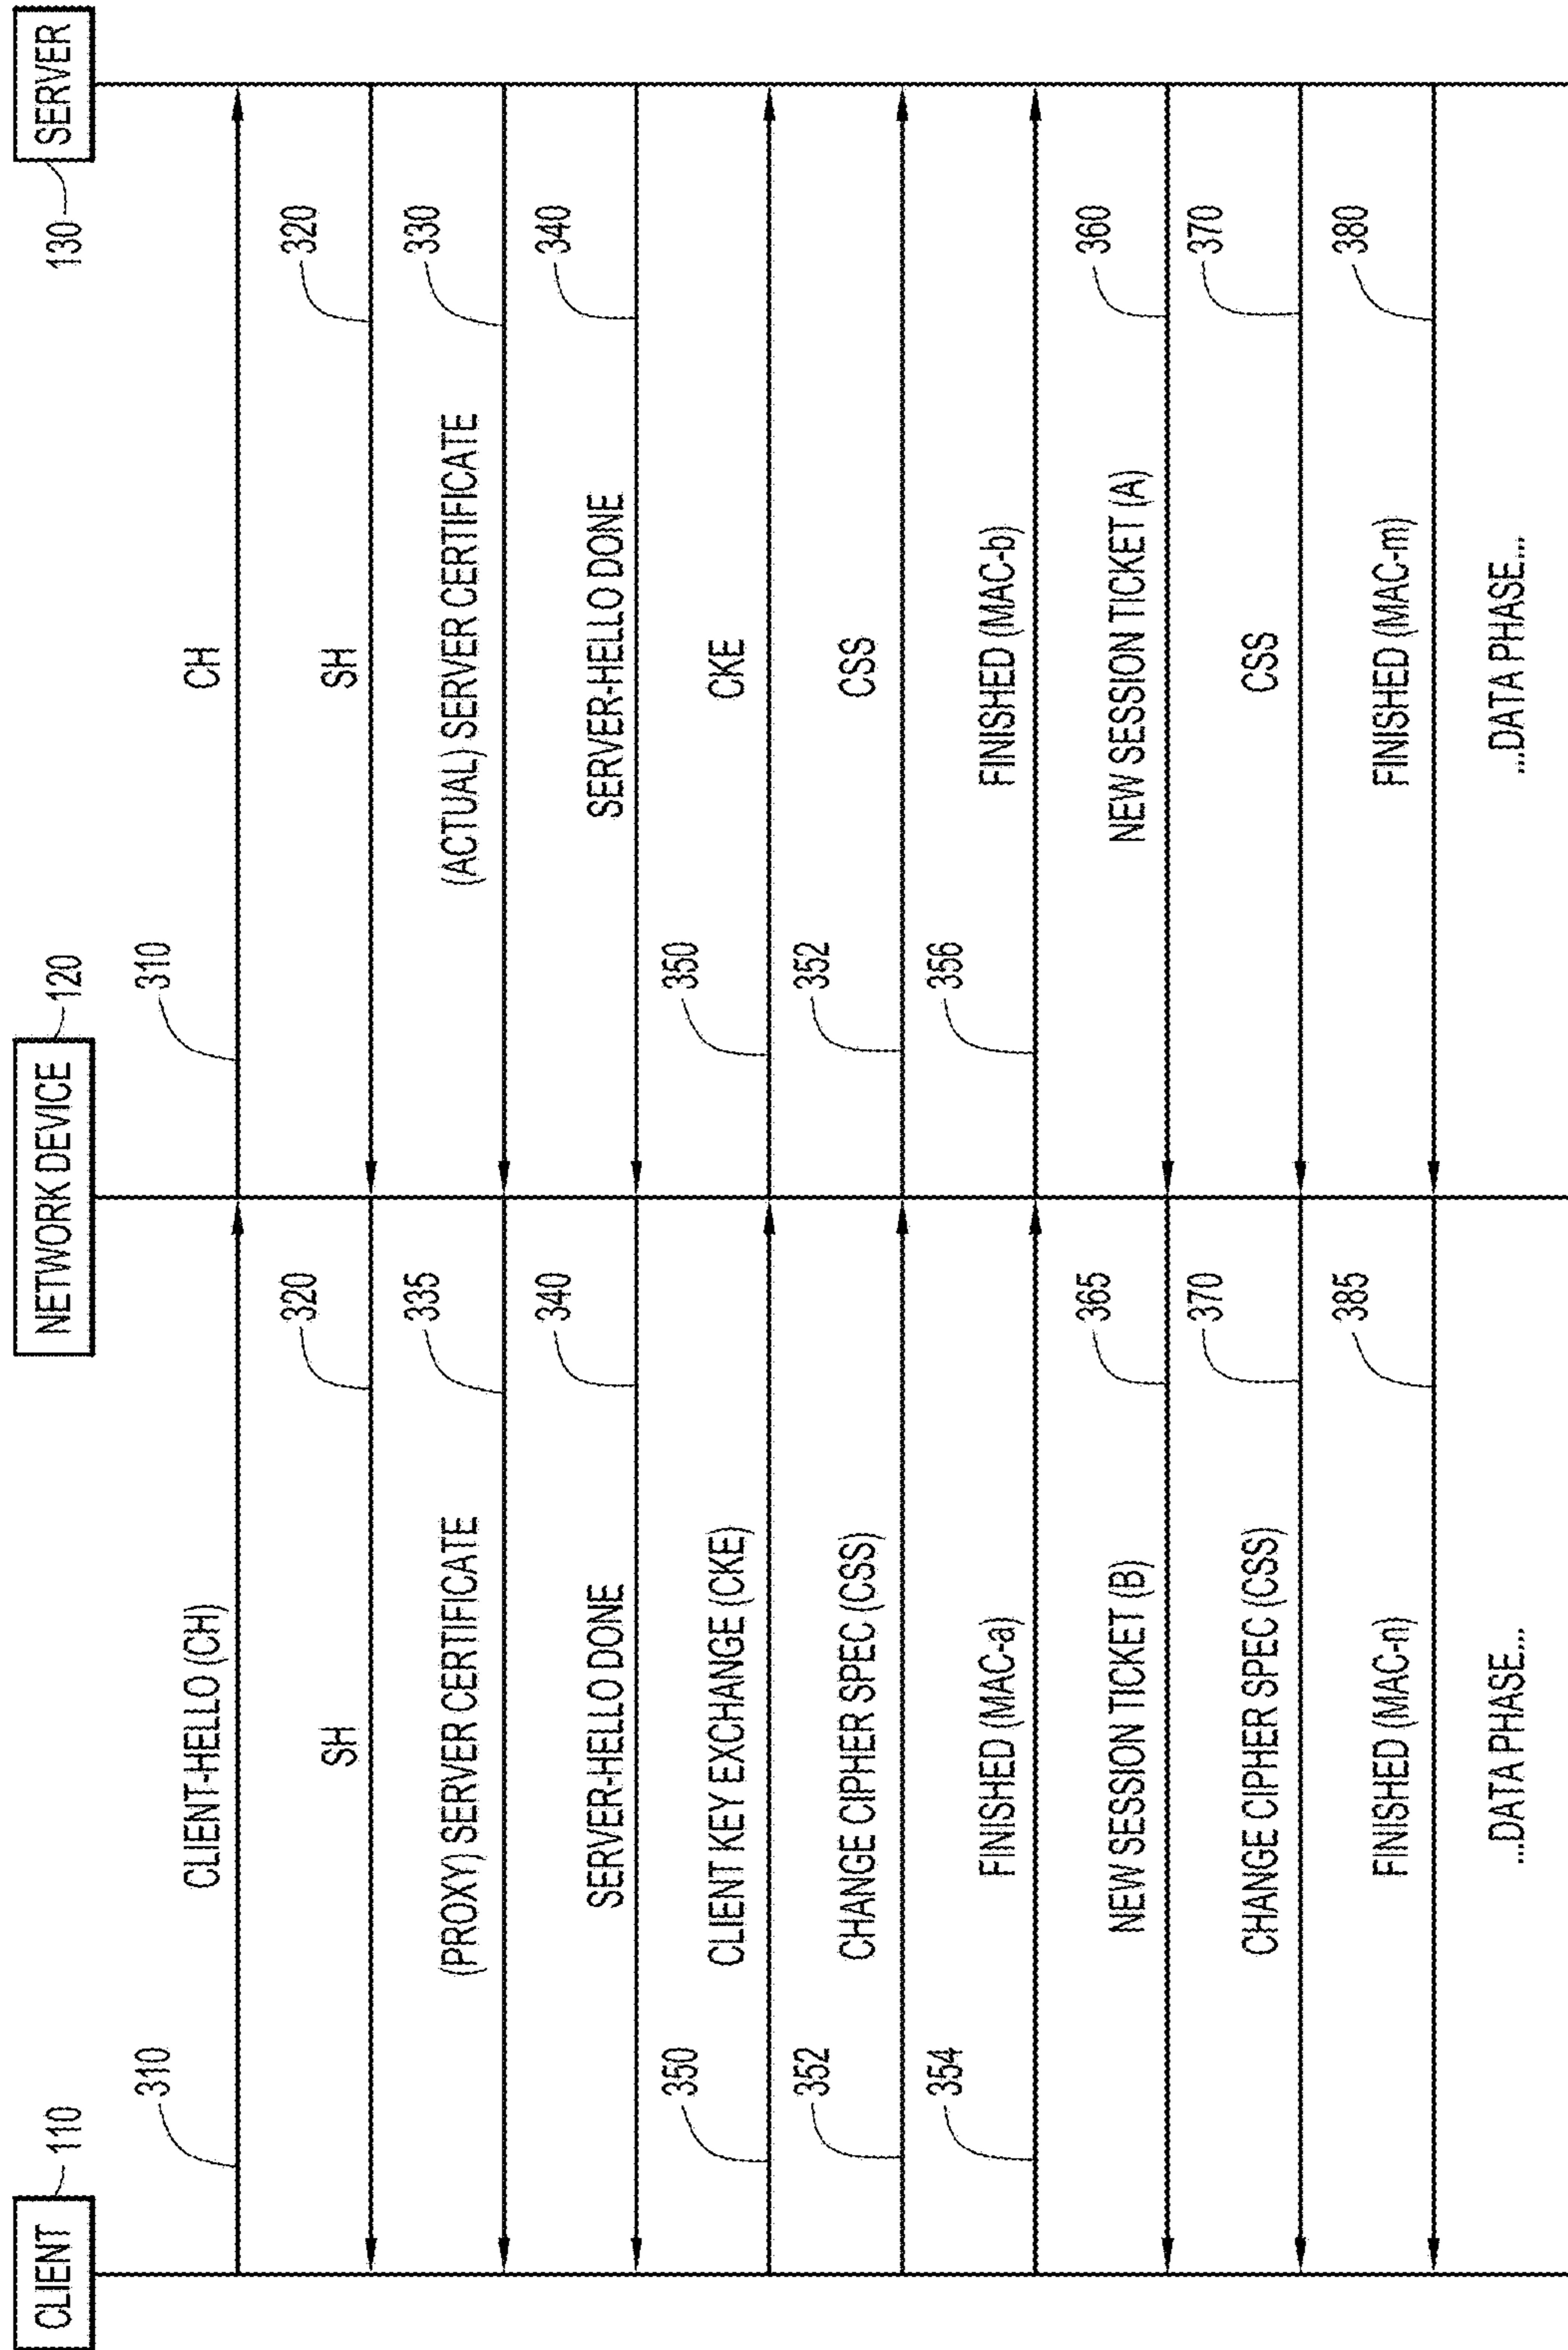 CLIENT
110
NETWORK DEVICE
120
SERVER
130
310
CLIENT-HELLO (CH)
310
CH
SH
320
SH
320
(PROXY) SERVER CERTIFICATE
335
(ACTUAL) SERVER CERTIFICATE
330
SERVER-HELLO DONE
340
SERVER-HELLO DONE
340
350
CLIENT KEY EXCHANGE (CKE)
350
CKE
352
CHANGE CIPHER SPEC (CSS)
352
CSS
354
FINISHED (MAC-a)
356
FINISHED (MAC-b)
NEW SESSION TICKET (B)
365
NEW SESSION TICKET (A)
360
CHANGE CIPHER SPEC (CSS)
370
CSS
370
FINISHED (MAC-n)
385
FINISHED (MAC-m)
380
...DATA PHASE...
...DATA PHASE...